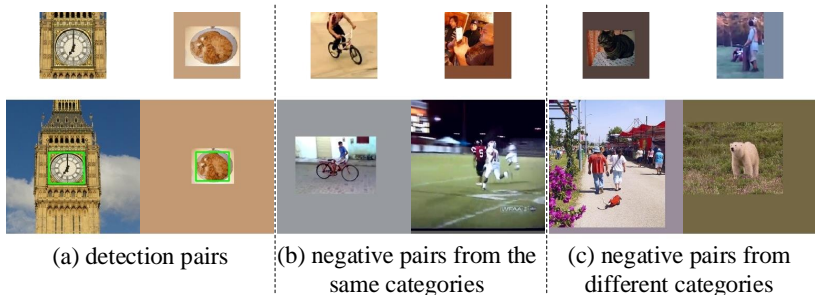 (a) detection pairs
(b) negative pairs from the
same categories
(c) negative pairs from
different categories